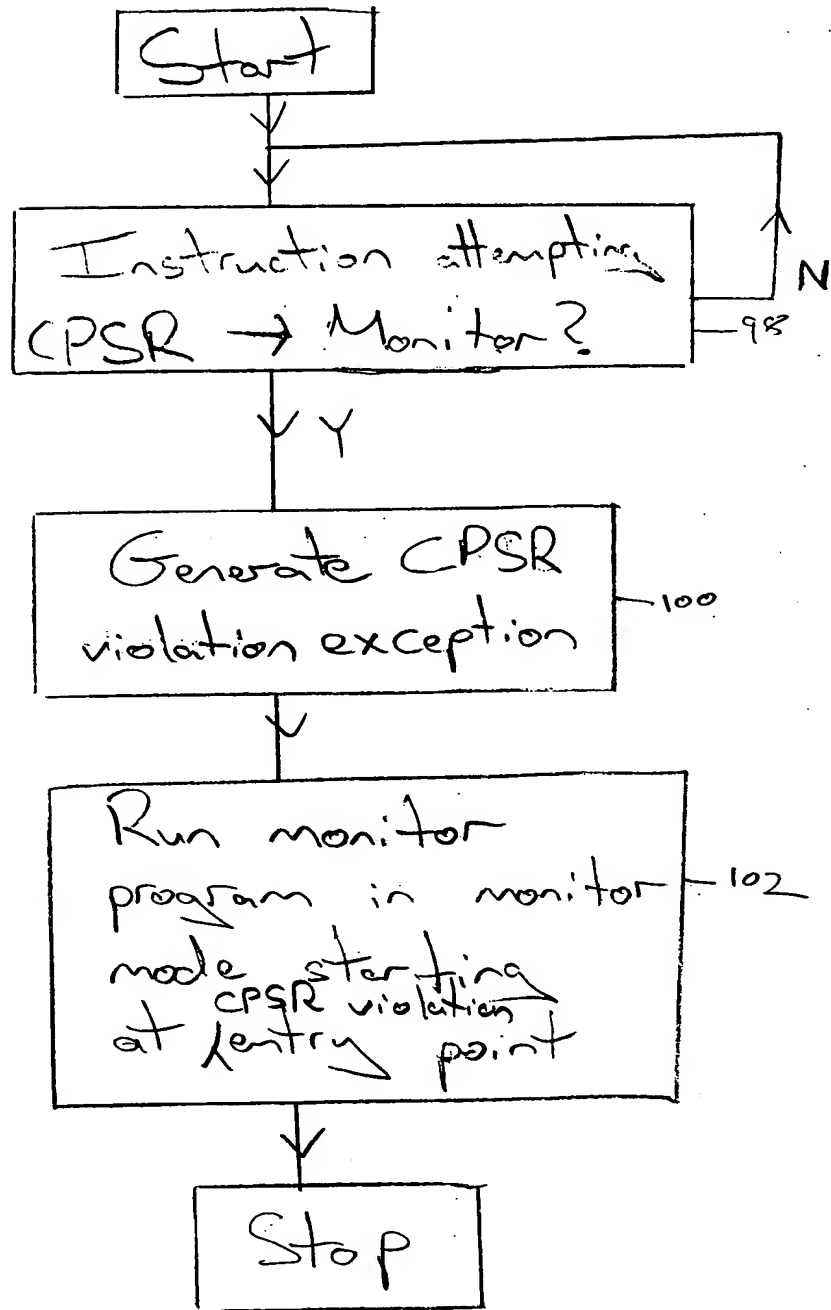 Start
Instruction attempting
CPSR → Monitor?
N
98
Y
Generate CPSR
violation exception
100
Run monitor
program in monitor
102
mode starting
CPSR violation
at entry point
Stop